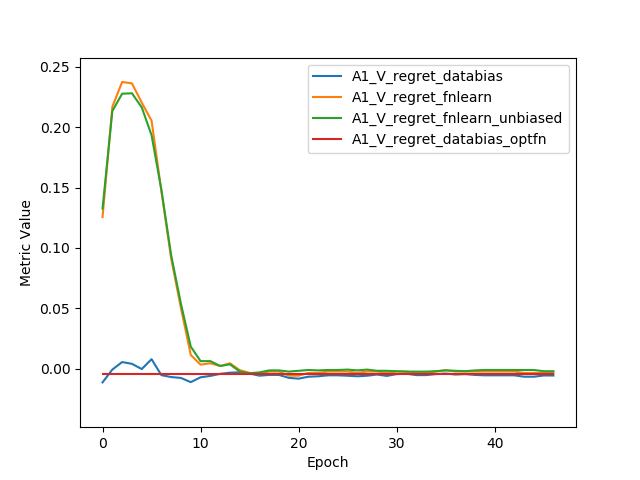 0.25
0.20
0.15
0.10
0.05
0.00
Metric Value
0
10
20
30
40
Epoch
A1_V_regret_databias
A1_V_regret_fnlearn
A1_V_regret_fnlearn_unbiased
A1_V_regret_databias_optfn